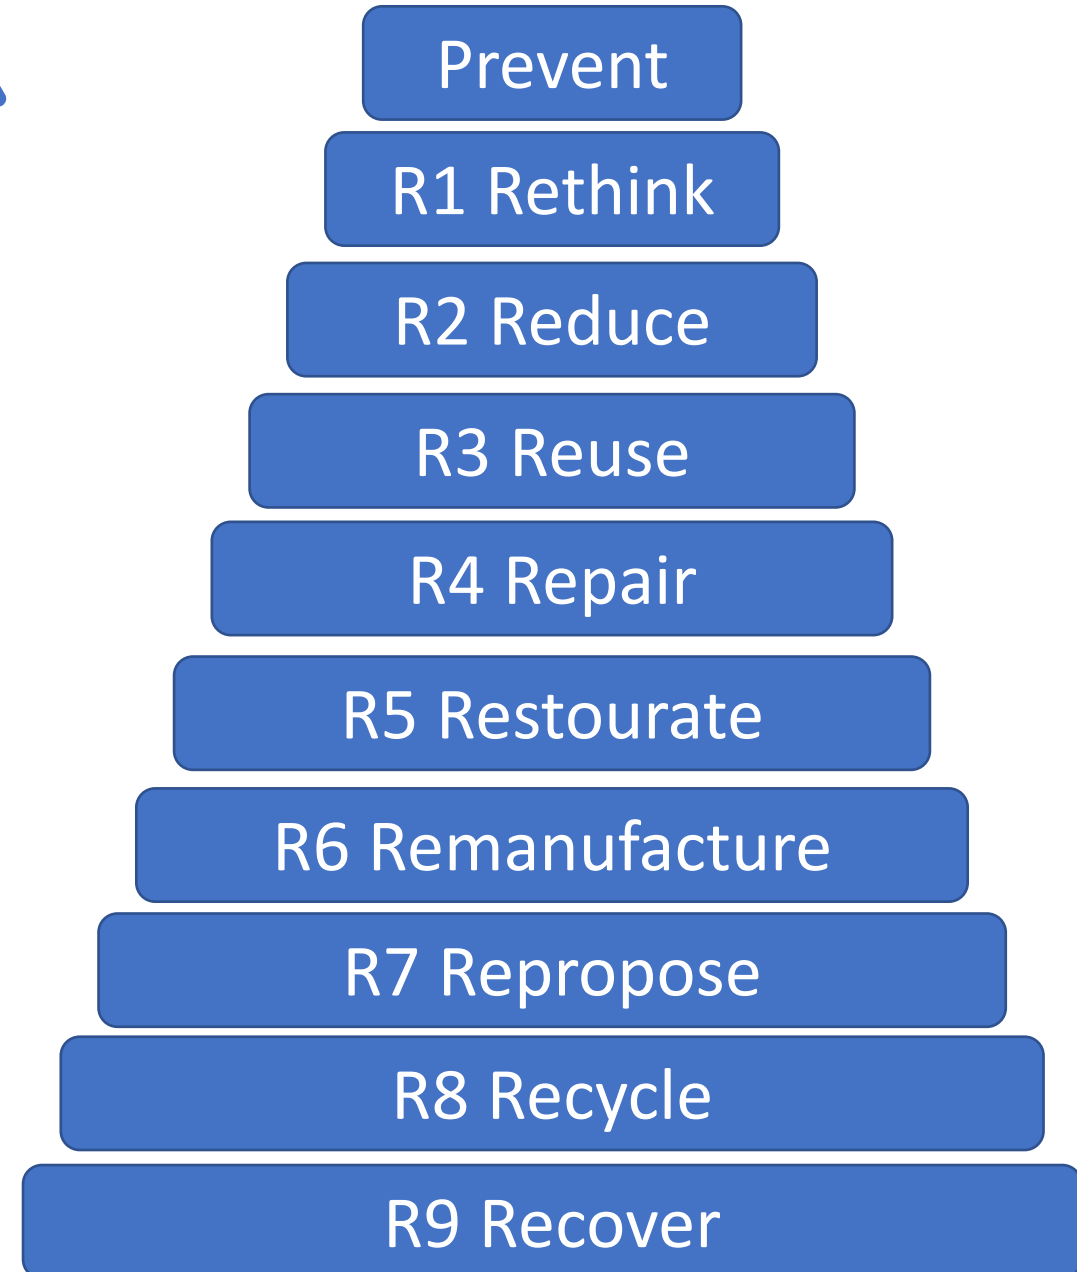 Prevent
R1 Rethink
R2 Reduce
R3 Reuse
R4 Repair
R5 Restourate
R6 Remanufacture
R7 Repropose
R8 Recycle
R9 Recover